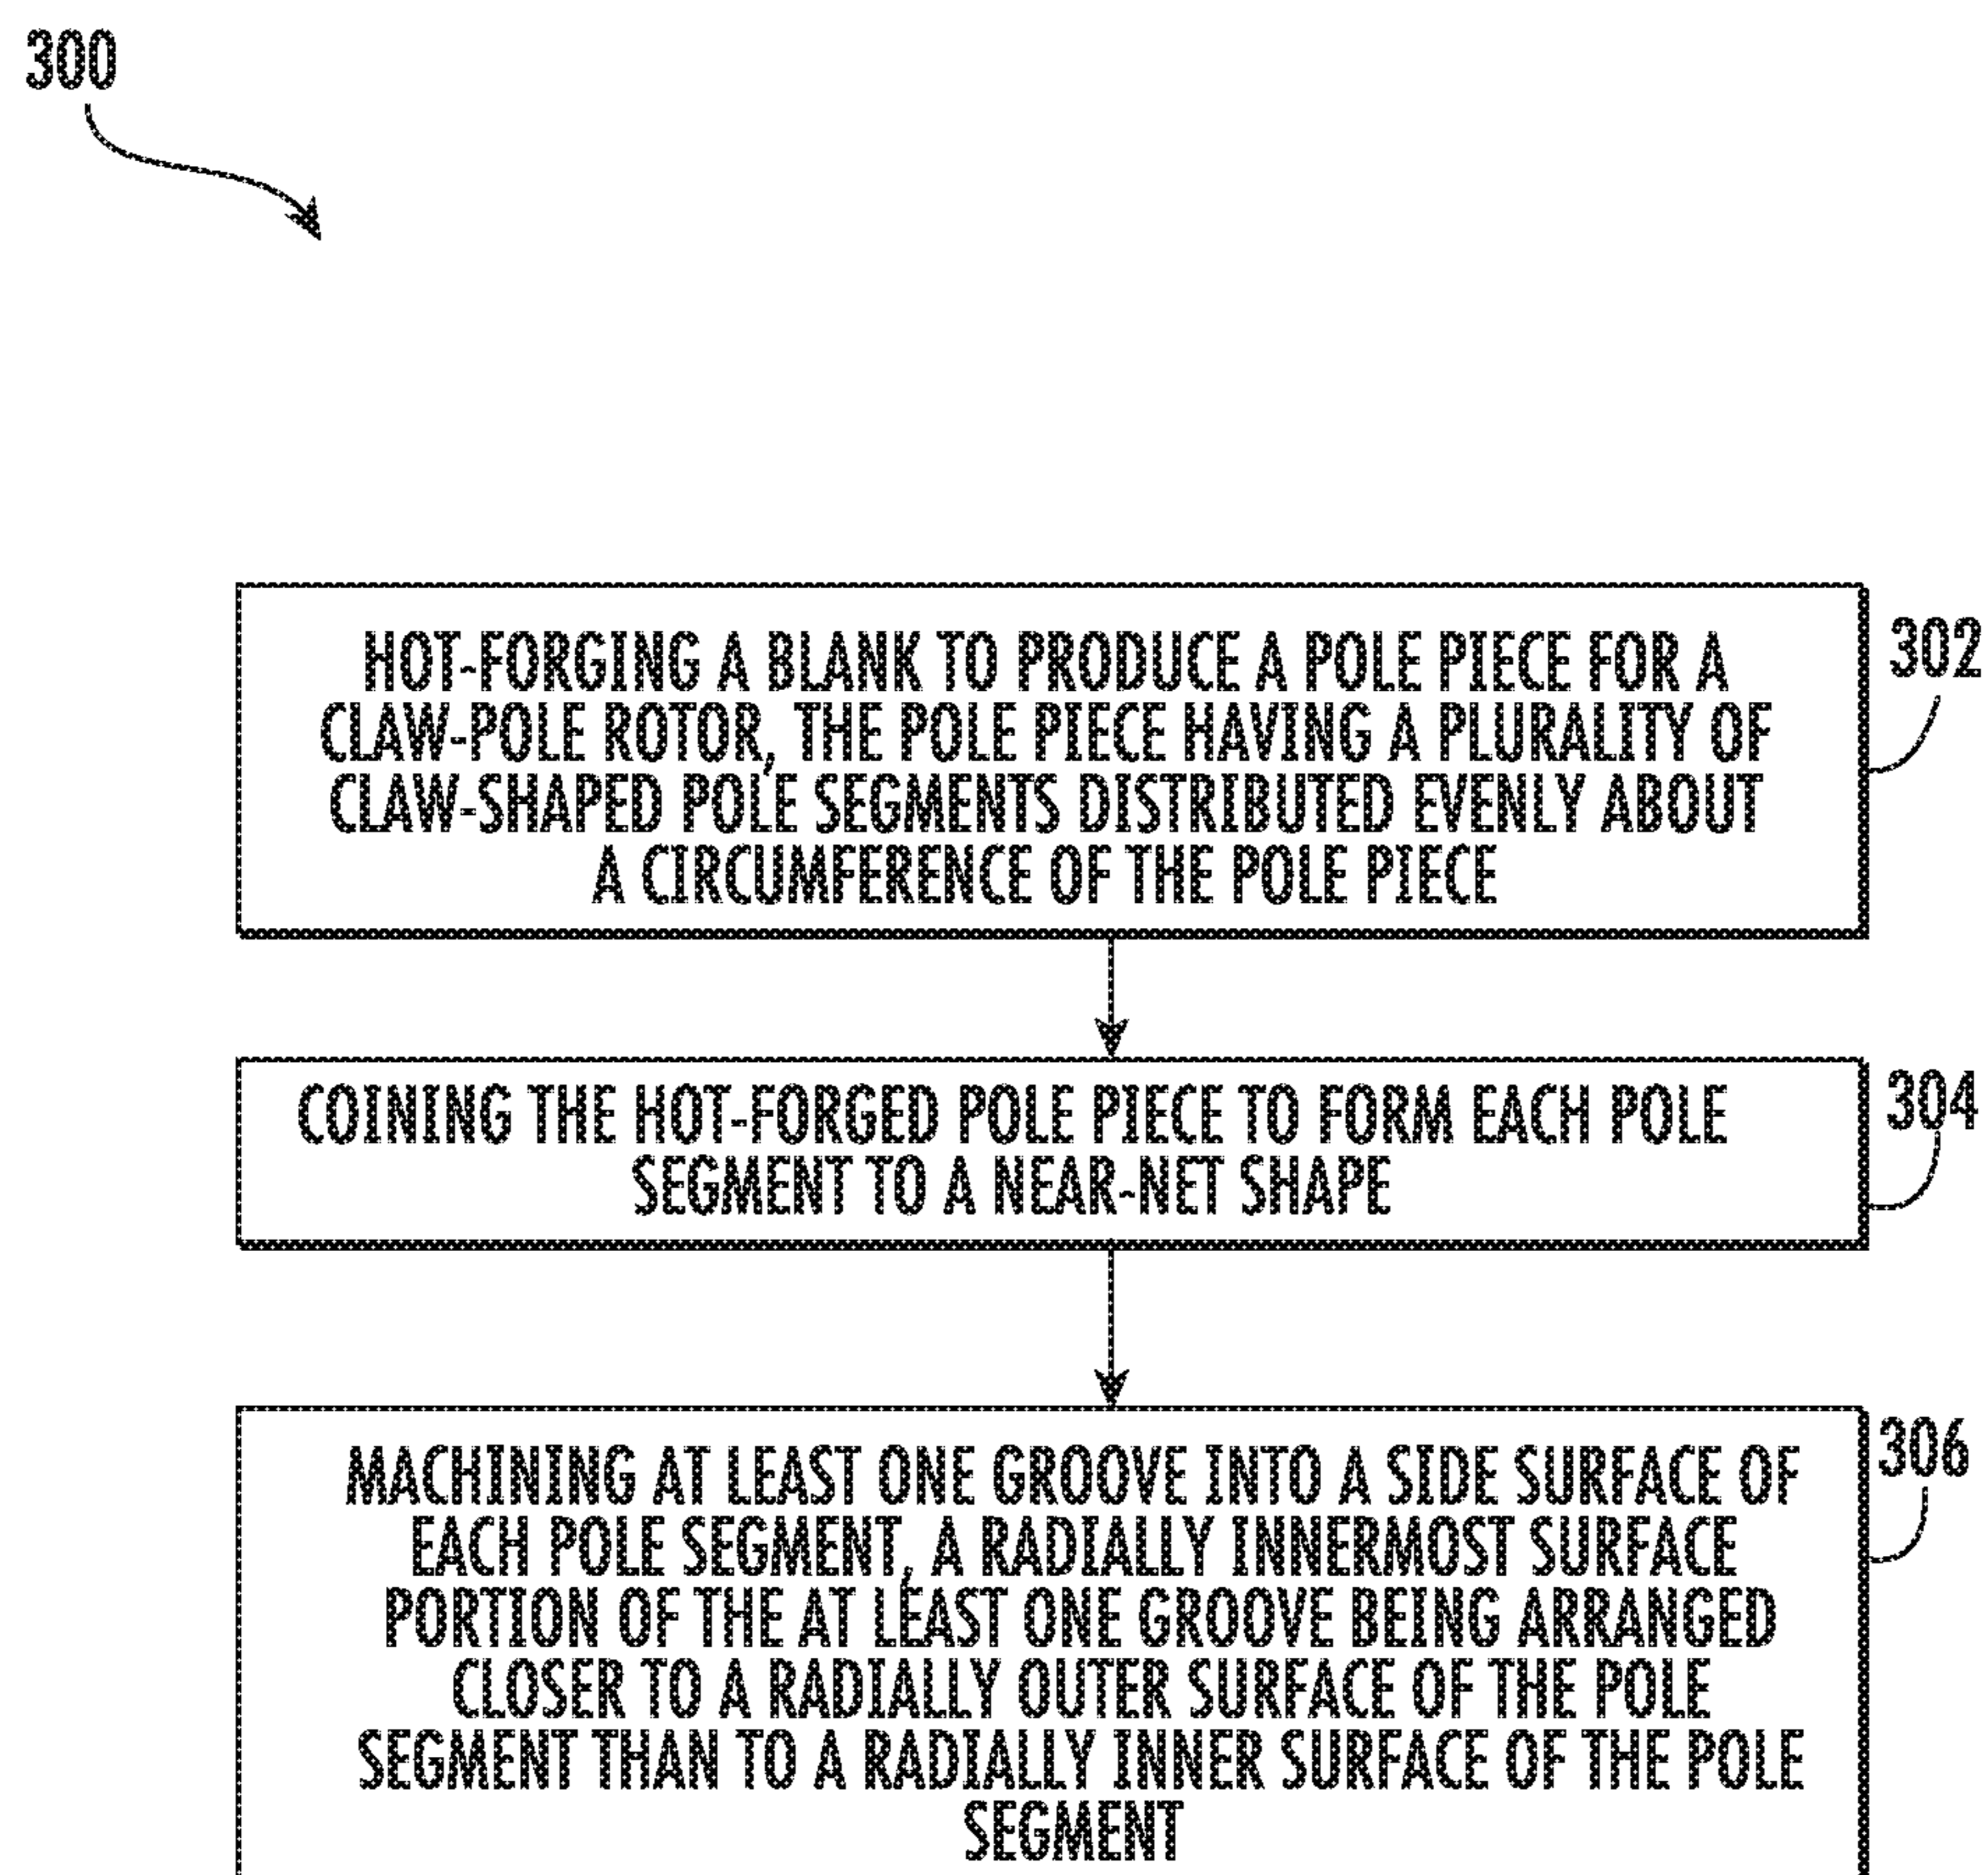 300
HOT-FORGING A BLANK TO PRODUCE A POLE PIECE FOR A
CLAW-POLE ROTOR, THE POLE PIECE HAVING A PLURALITY OF
CLAW-SHAPED POLE SEGMENTS DISTRIBUTED EVENLY ABOUT
A CIRCUMFERENCE OF THE POLE PIECE
302
COINING THE HOT-FORGED POLE PIECE TO FORM EACH POLE
SEGMENT TO A NEAR-NET SHAPE
304
MACHINING AT LEAST ONE GROOVE INTO A SIDE SURFACE OF
EACH POLE SEGMENT, A RADIALLY INNERMOST SURFACE
PORTION OF THE AT LEAST ONE GROOVE BEING ARRANGED
CLOSER TO A RADIALLY OUTER SURFACE OF THE POLE
SEGMENT THAN TO A RADIALLY INNER SURFACE OF THE POLE
SEGMENT
306